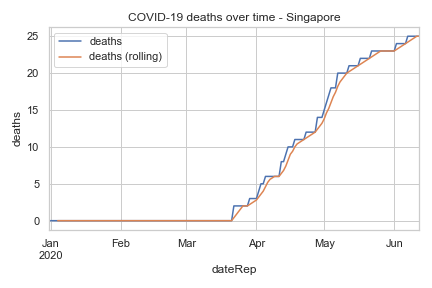 COVID-19 deaths over time - Singapore
deaths
deaths (rolling)
25
20
15
10
5
0
deaths
Jan
2020
Feb
Mar
Apr
May
Jun
dateRep